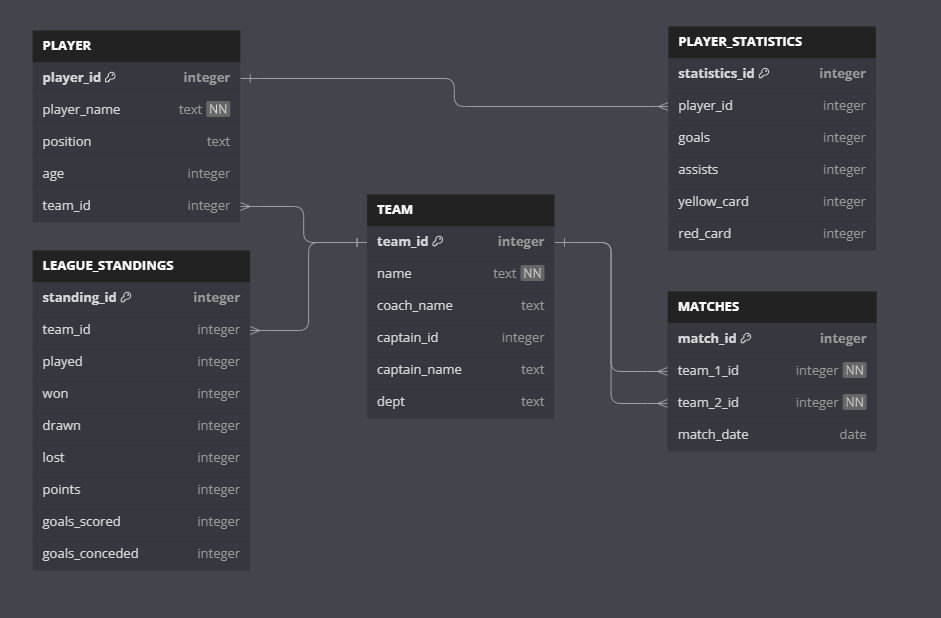 PLAYER
player_id integer
player_name text NN
position text
age integer
team_id integer
LEAGUE_STANDINGS
standing_id integer
team_id integer
played integer
won integer
drawn integer
lost integer
points integer
goals_scored integer
goals_conceded integer
TEAM
team_id integer
name text NN
coach_name text
captain_id integer
captain_name text
dept text
PLAYER_STATISTICS
statistics_id integer
player_id integer
goals integer
assists integer
yellow_card integer
red_card integer
MATCHES
match_id integer
team_1_id integer NN
team_2_id integer NN
match_date date